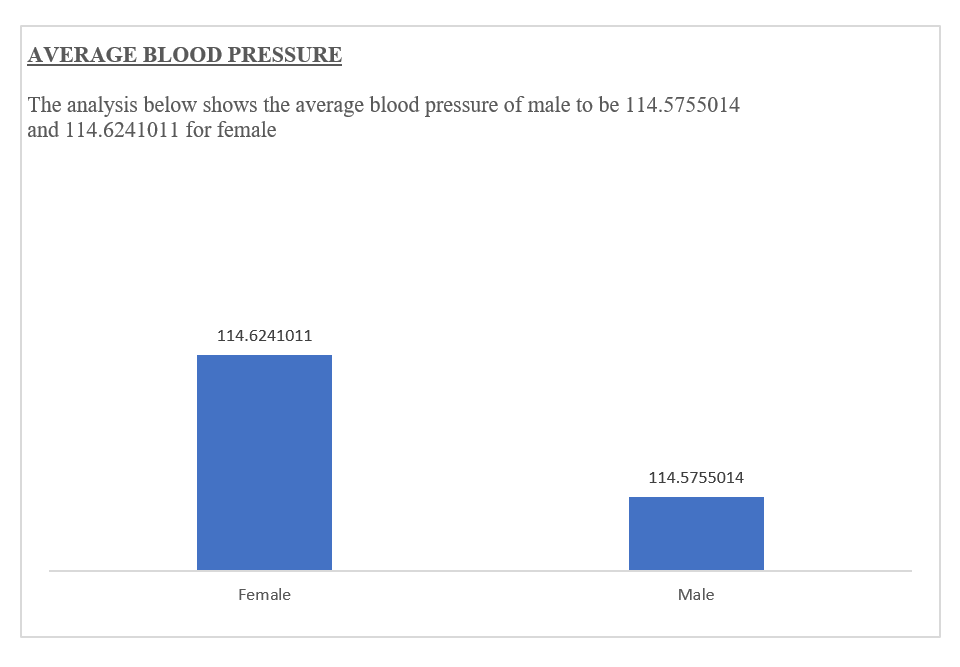 AVERAGE BLOOD PRESSURE
The analysis below shows the average blood pressure of male to be 114.5755014
and 114.6241011 for female
114.6241011
114.5755014
Female
Male